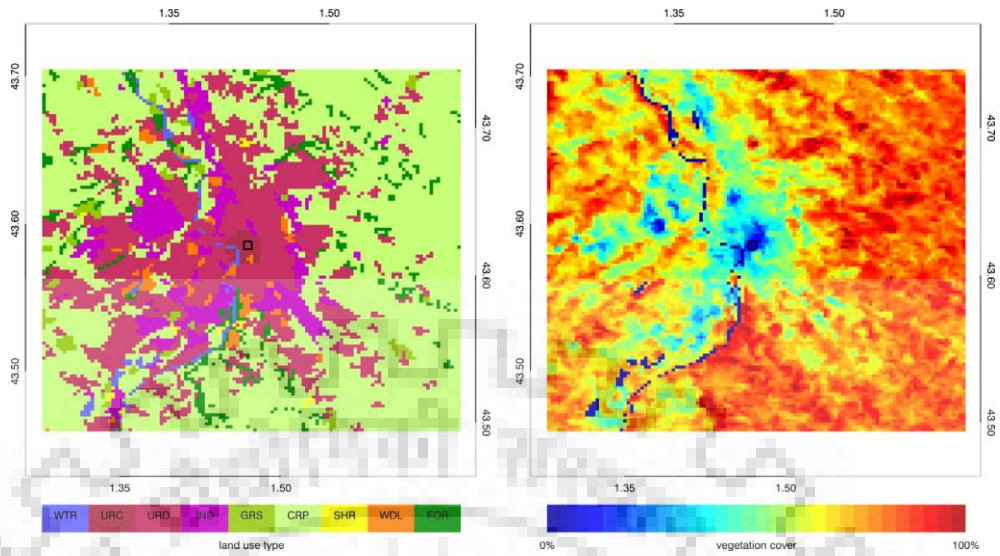 1.35 1.50 1.35 1.50
43.70 43.70 43.70 43.70
43.60 43.60 43.60 43.60
43.50 43.50 43.50 43.50
1.35 1.50 1.35 1.50
WTR URC URD IND GRS CRP SHR WDL FOR
land use type
0% vegetation cover 100%